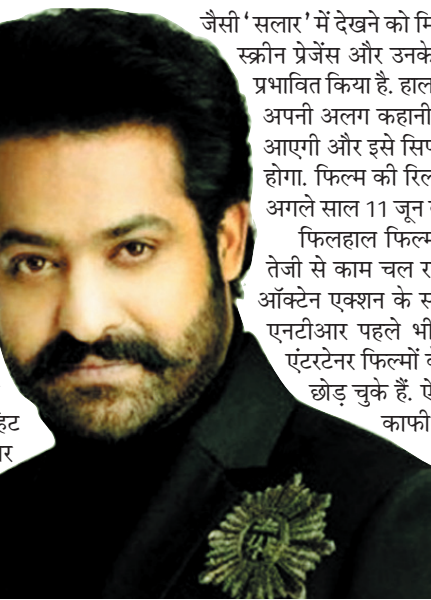 जैसी ‘सलार’ में देखने को मि
स्क्रीन प्रेजेंस और उनके
प्रभावित किया है. हाल
अपनी अलग कहानी
आएगी और इसे सिर्फ
होगा. फिल्म की रिल
अगले साल 11 जून
फिलहाल फिल्म
तेजी से काम चल र
ऑक्टेन एक्शन के स
एनटीआर पहले भी
एंटरटेनर फिल्मों
छोड़ चुके हैं. ऐ
काफी
हिट